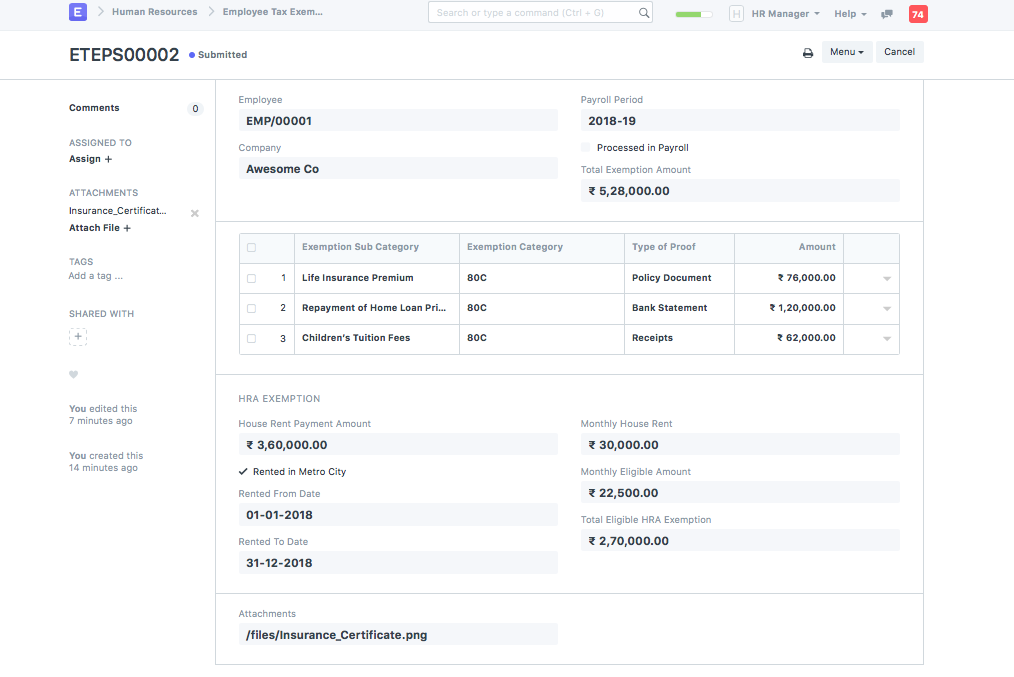 E Human Resources Employee Tax Exem... Search or type a command (Ctrl + G) H HR Manager Help 74
ETEPS00002 Submitted Menu Cancel
Comments 0
ASSIGNED TO
Assign +
ATTACHMENTS
Insurance_Certificat...
Attach File +
TAGS
Add a tag ...
SHARED WITH
+
You edited this
7 minutes ago
You created this
14 minutes ago
Employee
EMP/00001
Company
Awesome Co
Payroll Period
2018-19
Processed in Payroll
Total Exemption Amount
₹ 5,28,000.00
Exemption Sub Category Exemption Category Type of Proof Amount
1 Life Insurance Premium 80C Policy Document ₹ 76,000.00
2 Repayment of Home Loan Pri... 80C Bank Statement ₹ 1,20,000.00
3 Children's Tuition Fees 80C Receipts ₹ 62,000.00
HRA EXEMPTION
House Rent Payment Amount
₹ 3,60,000.00
Rented in Metro City
Rented From Date
01-01-2018
Rented To Date
31-12-2018
Monthly House Rent
₹ 30,000.00
Monthly Eligible Amount
₹ 22,500.00
Total Eligible HRA Exemption
₹ 2,70,000.00
Attachments
/files/Insurance_Certificate.png